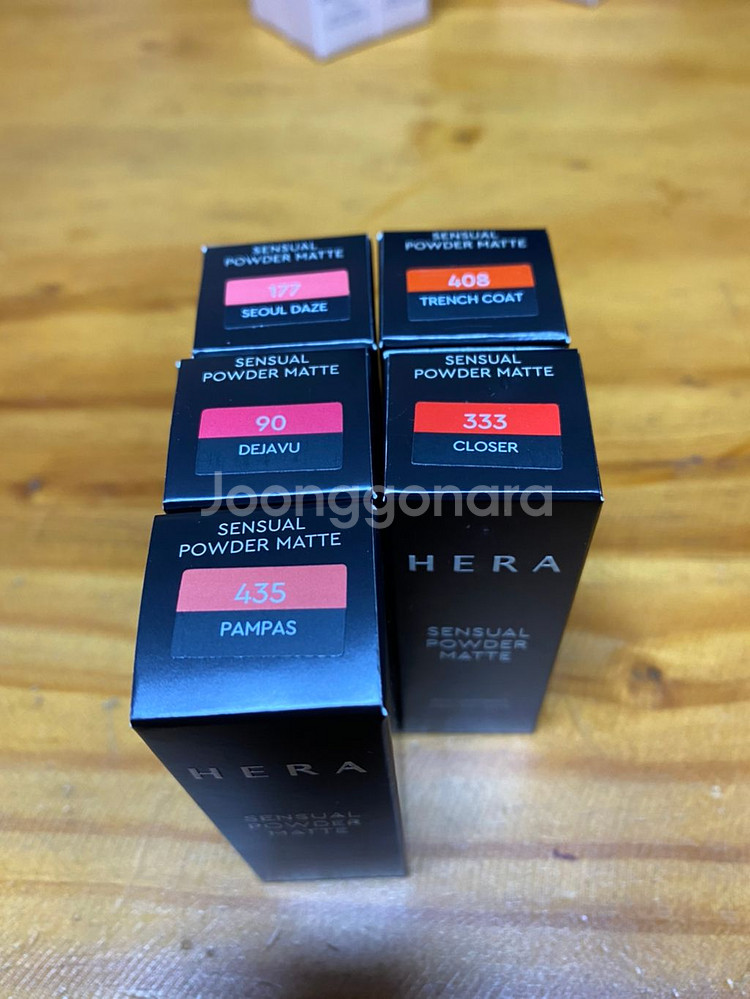 SENSUAL
POWDER MATTE
177
SEOUL DAZE
SENSUAL
POWDER MATTE
408
TRENCH COAT
SENSUAL
POWDER MATTE
90
DEJAVU
SENSUAL
POWDER MATTE
333
CLOSER
Joonggonara
SENSUAL
POWDER MATTE
435
PAMPAS
HERA
SENSUAL
POWDER
MATTE
HERA
SENSUAL
POWDER
MATTE